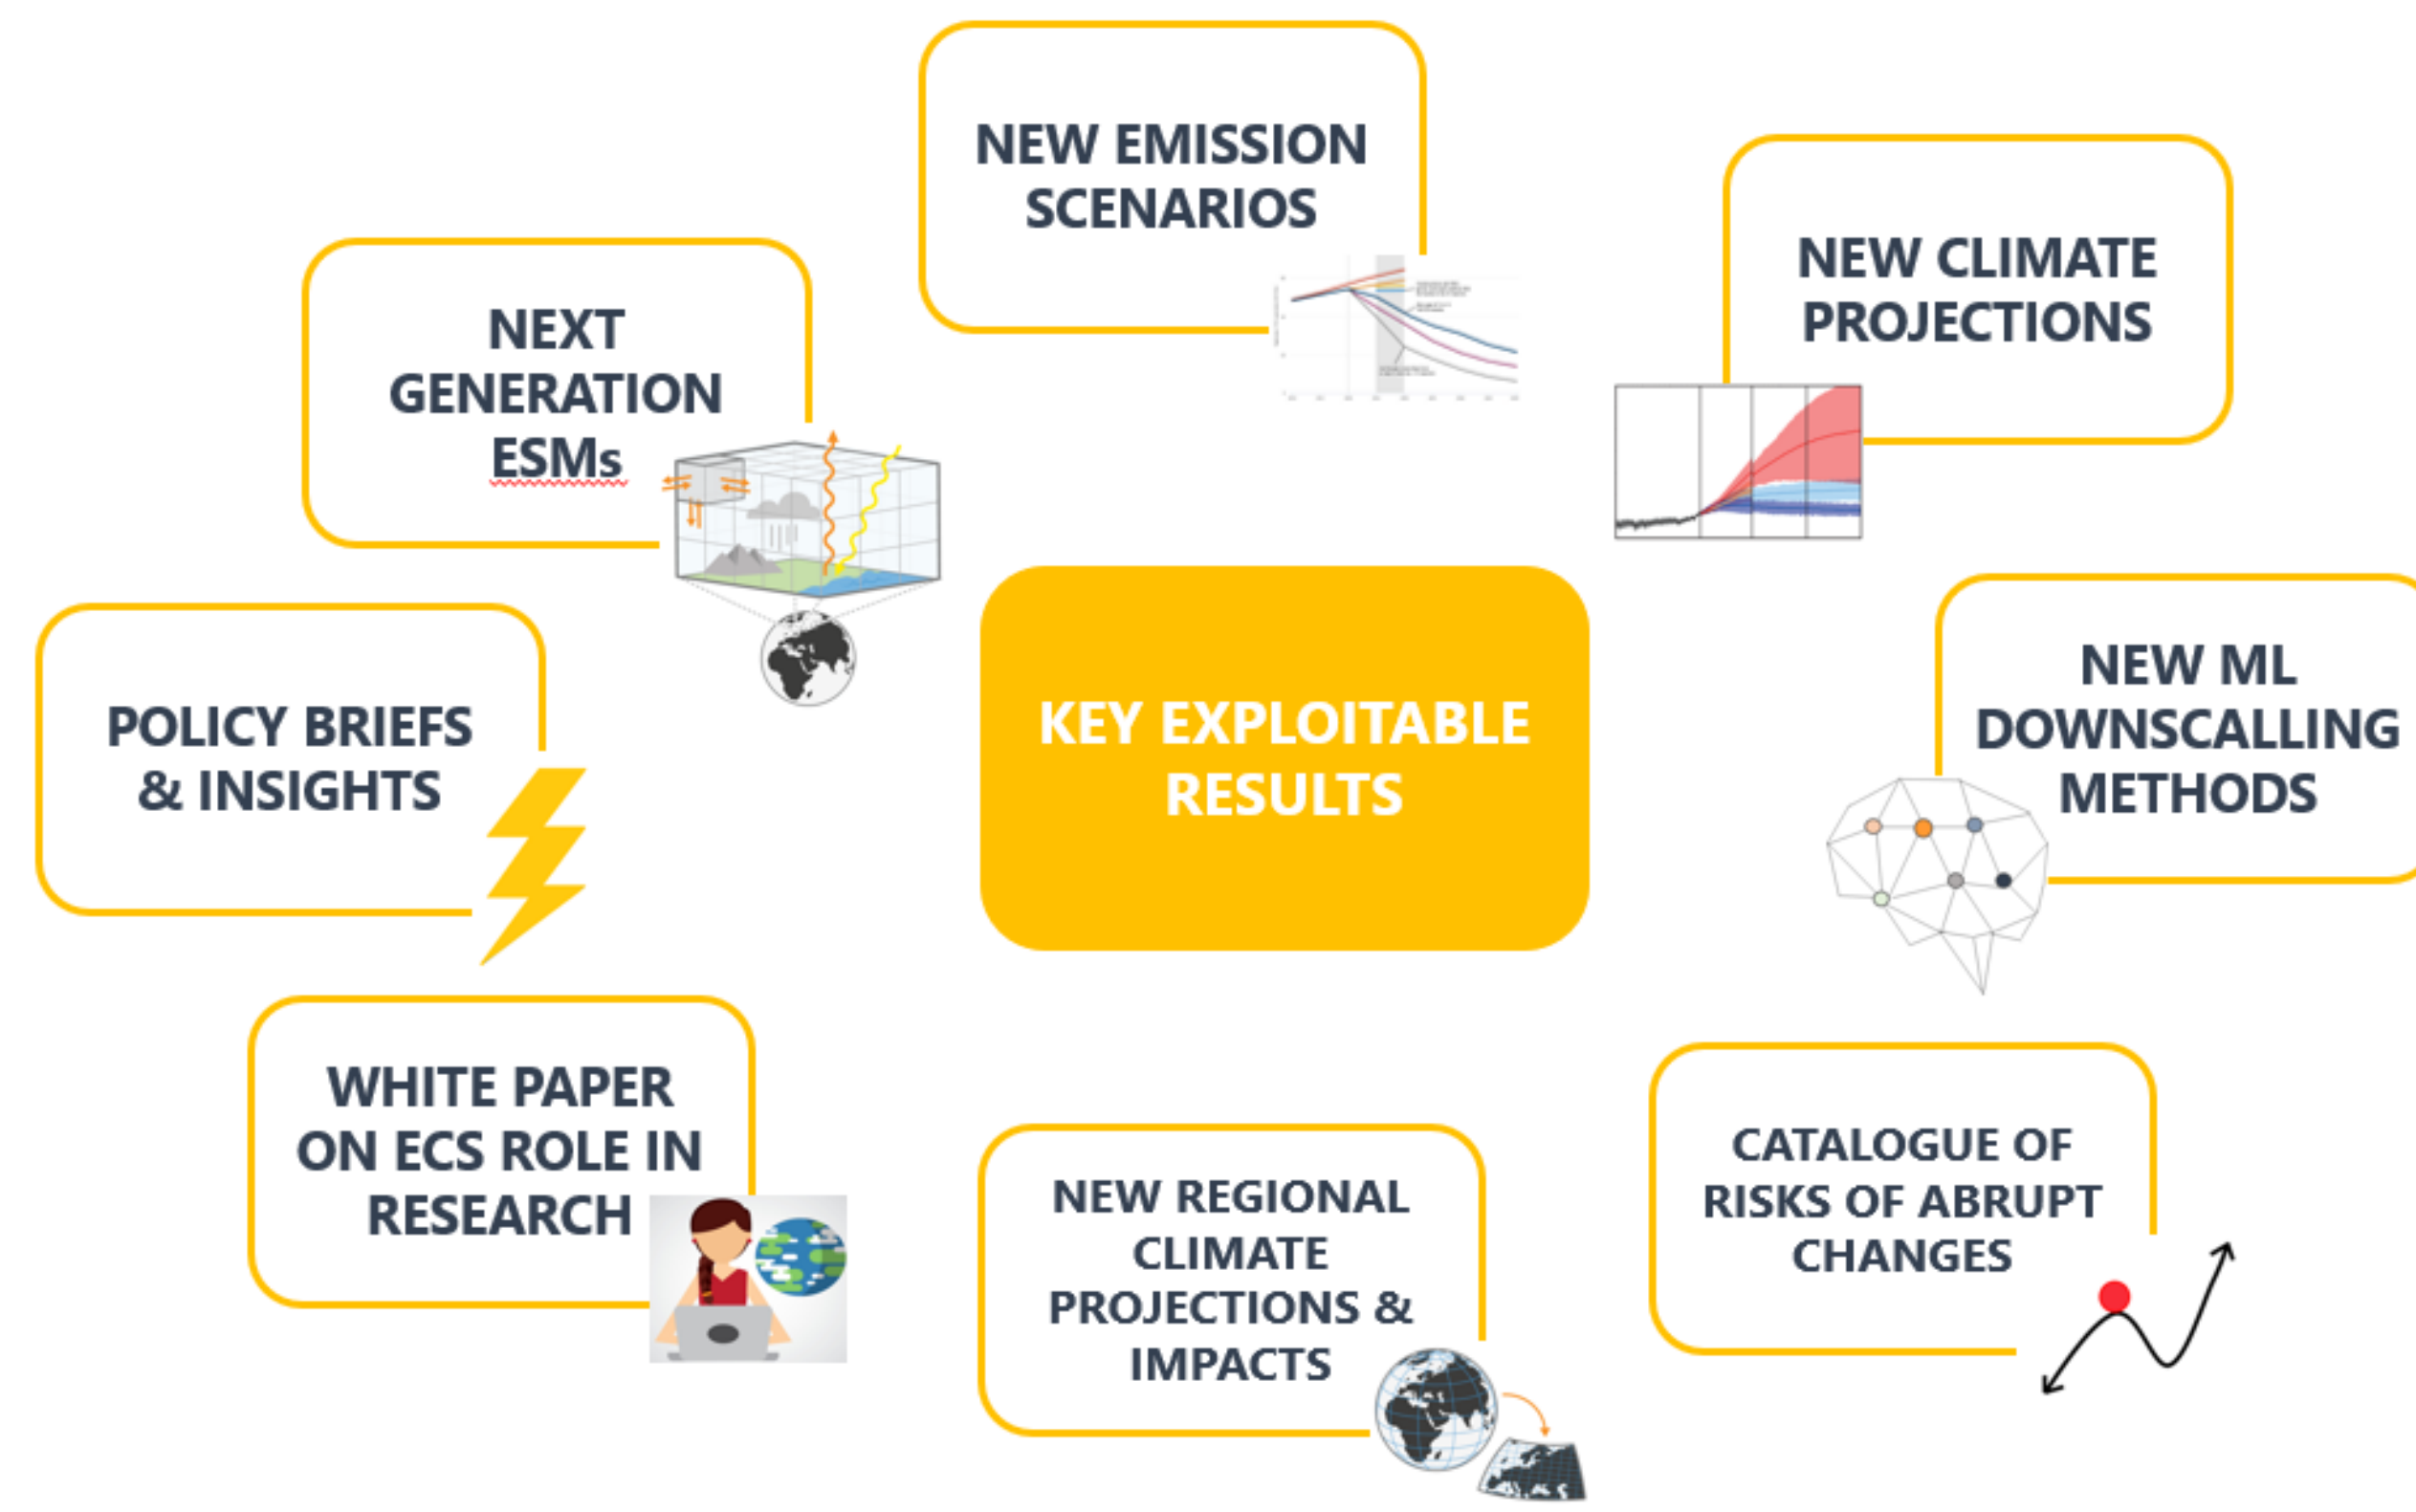 NEW EMISSION
SCENARIOS
NEW CLIMATE
PROJECTIONS
NEXT
GENERATION
ESMs
NEW ML
DOWNSCALLING
METHODS
KEY EXPLOITABLE
RESULTS
POLICY BRIEFS
& INSIGHTS
WHITE PAPER
ON ECS ROLE IN
RESEARCH
CATALOGUE OF
RISKS OF ABRUPT
CHANGES
NEW REGIONAL
CLIMATE
PROJECTIONS &
IMPACTS